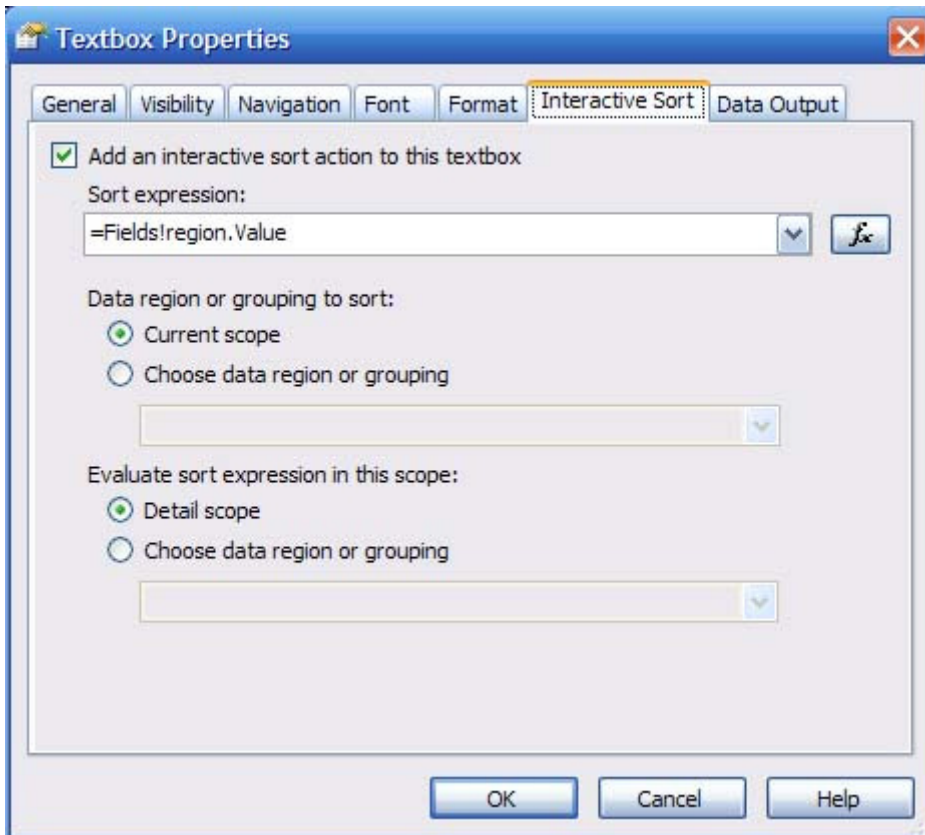 Textbox Properties
General Visibility Navigation Font Format Interactive Sort Data Output
Add an interactive sort action to this textbox
Sort expression:
=Fields!region.Value fx
Data region or grouping to sort:
Current scope
Choose data region or grouping
Evaluate sort expression in this scope:
Detail scope
Choose data region or grouping
OK Cancel Help